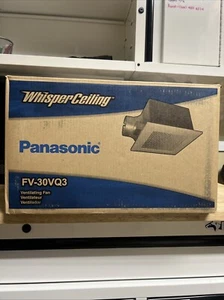 WhisperCeiling
Panasonic
FV-30VQ3
Ventilating Fan
Ventilateur
Ventilador